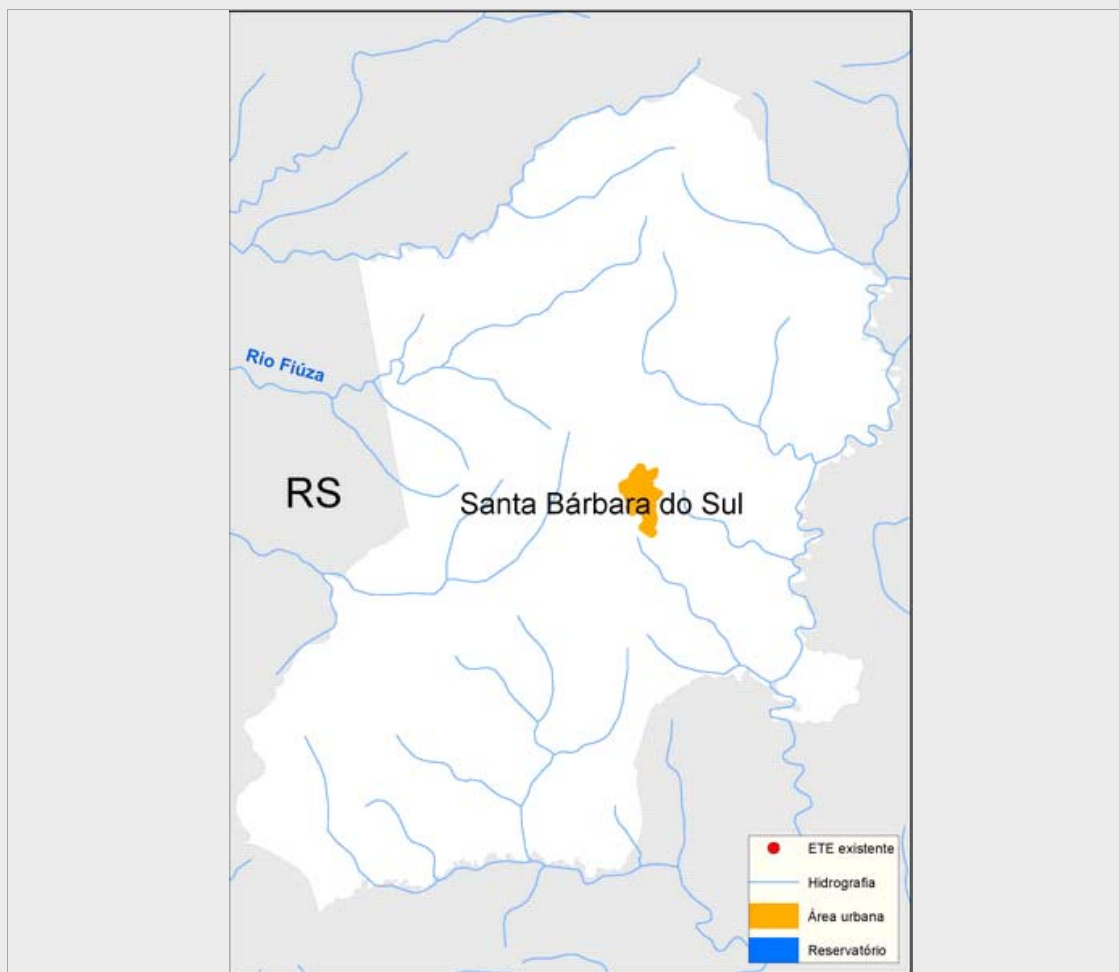 Rio Fiúza
RS
Santa Bárbara do Sul
ETE existente
Hidrografia
Área urbana
Reservatório